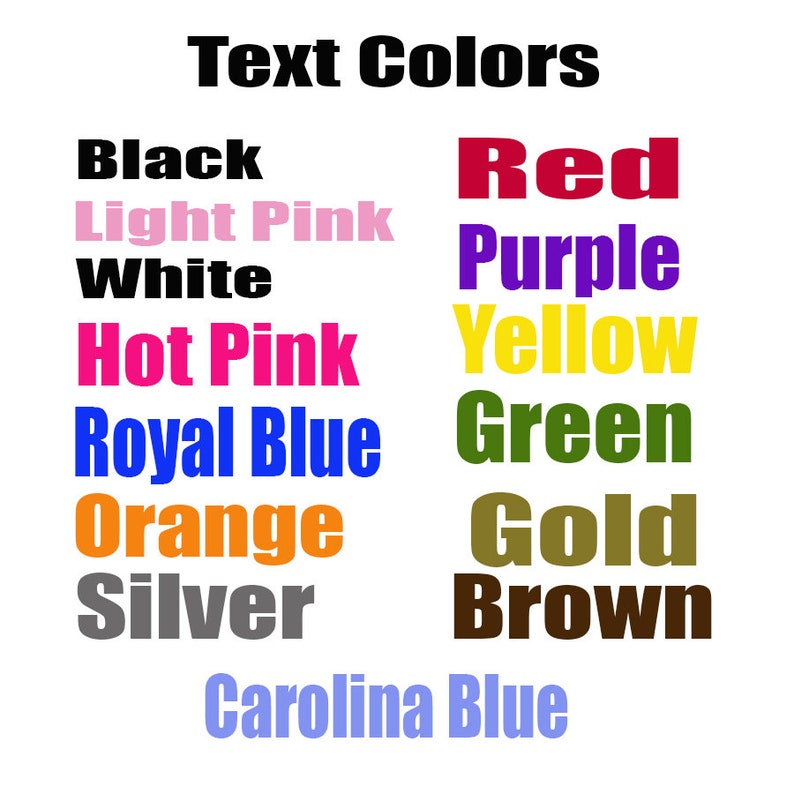 Text Colors
Black
Light Pink
White
Hot Pink
Royal Blue
Orange
Silver
Red
Purple
Yellow
Green
Gold
Brown
Carolina Blue